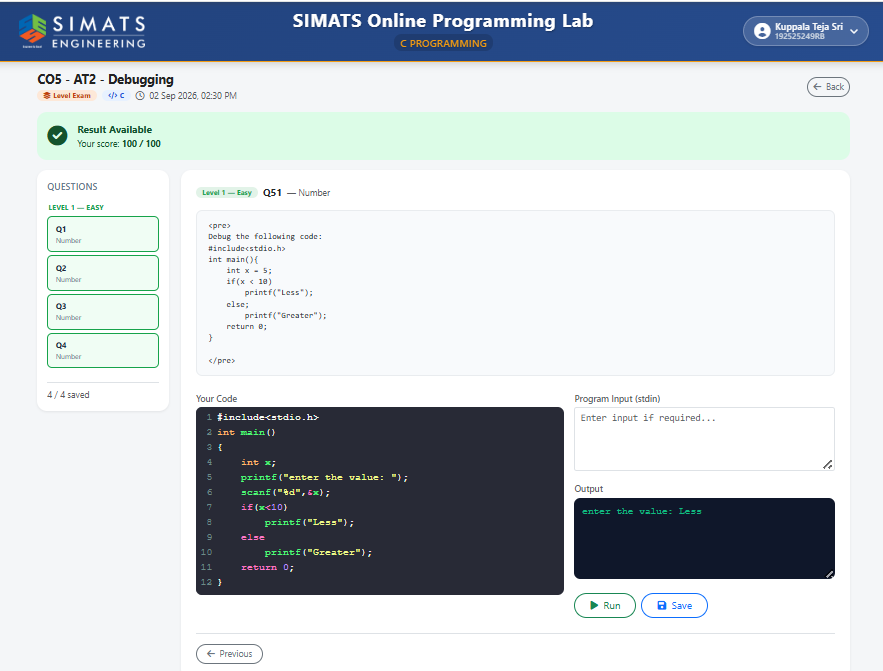 SIMATS
ENGINEERING
SIMATS Online Programming Lab
C PROGRAMMING
Kuppala Teja Sri
192525249RB
CO5 - AT2 - Debugging
Level Exam </> C 02 Sep 2026, 02:30 PM
← Back
Result Available
Your score: 100 / 100
QUESTIONS
LEVEL 1 — EASY
Q1
Number
Q2
Number
Q3
Number
Q4
Number
4 / 4 saved
Level 1 — Easy Q51 — Number
<pre>
Debug the following code:
#include<stdio.h>
int main(){
    int x = 5;
    if(x < 10)
        printf("Less");
    else;
        printf("Greater");
    return 0;
}
</pre>
Your Code
1 #include<stdio.h>
2 int main()
3 {
4     int x;
5     printf("enter the value: ");
6     scanf("%d",&x);
7     if(x<10)
8         printf("Less");
9     else
10         printf("Greater");
11     return 0;
12 }
Program Input (stdin)
Enter input if required...
Output
enter the value: Less
Run Save
← Previous